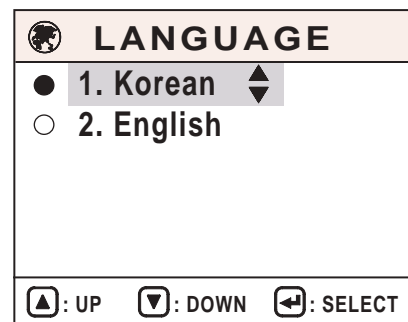 LANGUAGE
1. Korean
2. English
: UP : DOWN : SELECT